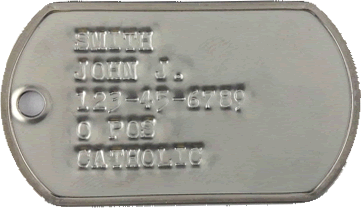 SMITH
JOHN J.
123-45-6789
O POS
CATHOLIC